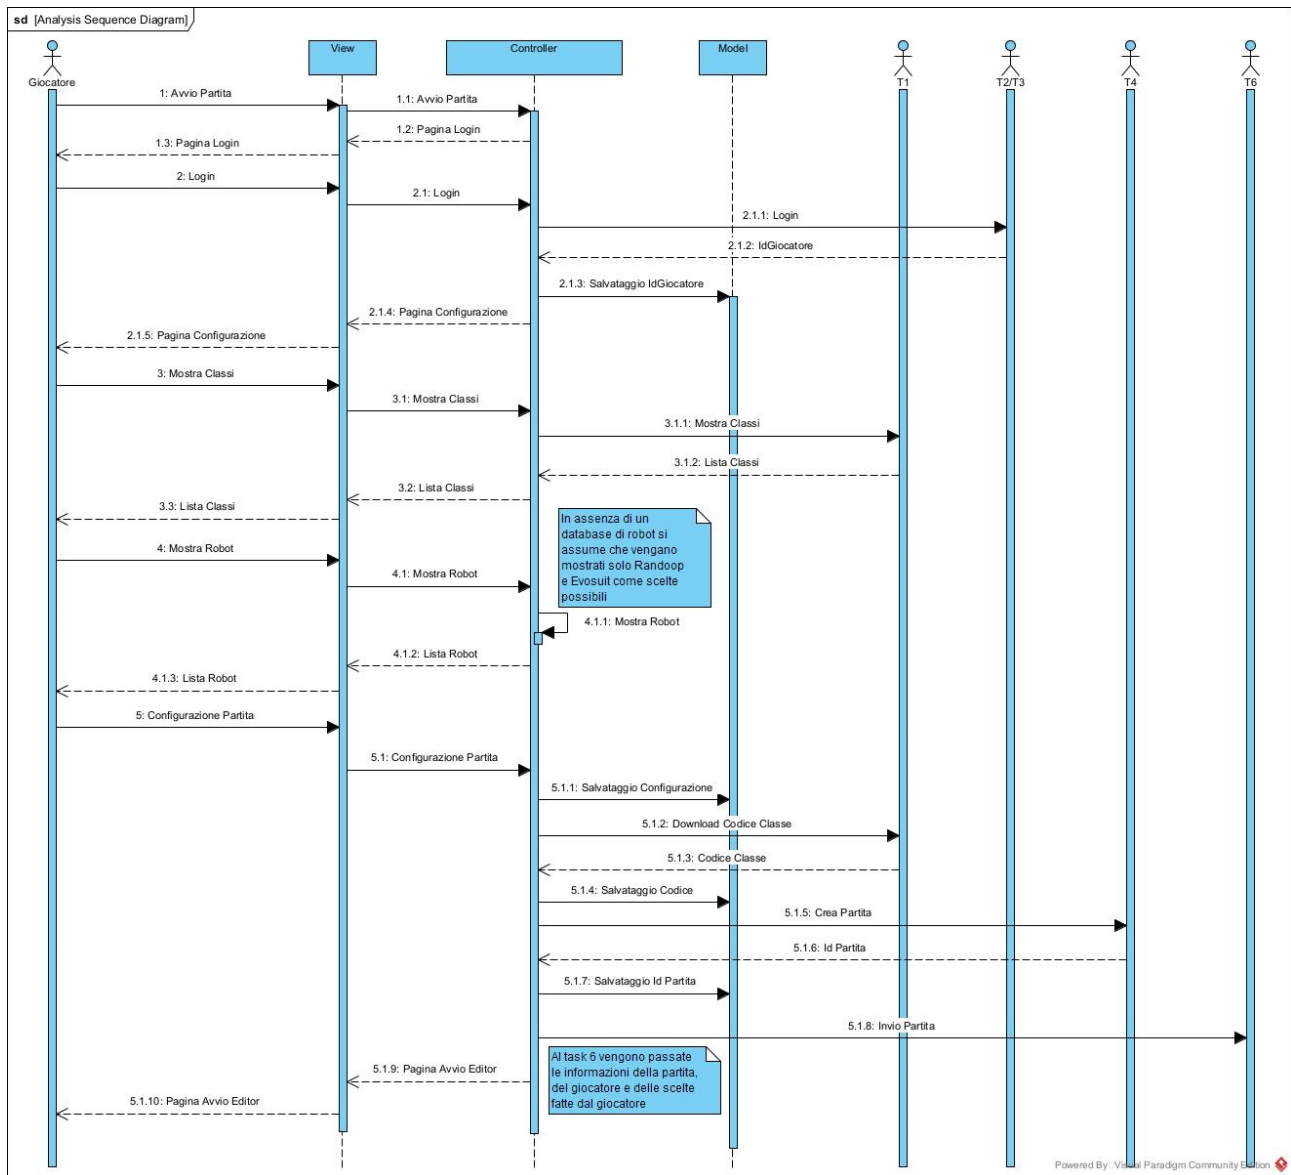 sd [Analysis Sequence Diagram]
Giocatore
View
Controller
Model
T1
T2/T3
T4
T6
1: Avvio Partita
1.1: Avvio Partita
1.2: Pagina Login
1.3: Pagina Login
2: Login
2.1: Login
2.1.1: Login
2.1.2: IdGiocatore
2.1.3: Salvataggio IdGiocatore
2.1.4: Pagina Configurazione
2.1.5: Pagina Configurazione
3: Mostra Classi
3.1: Mostra Classi
3.1.1: Mostra Classi
3.1.2: Lista Classi
3.2: Lista Classi
3.3: Lista Classi
In assenza di un
database di robot si
assume che vengano
mostrati solo Randoop
e Evosuit come scelte
possibili
4: Mostra Robot
4.1: Mostra Robot
4.1.1: Mostra Robot
4.1.2: Lista Robot
4.1.3: Lista Robot
5: Configurazione Partita
5.1: Configurazione Partita
5.1.1: Salvataggio Configurazione
5.1.2: Download Codice Classe
5.1.3: Codice Classe
5.1.4: Salvataggio Codice
5.1.5: Crea Partita
5.1.6: Id Partita
5.1.7: Salvataggio Id Partita
5.1.8: Invio Partita
Al task 6 vengono passate
le informazioni della partita,
del giocatore e delle scelte
fatte dal giocatore
5.1.9: Pagina Avvio Editor
5.1.10: Pagina Avvio Editor
Powered By Visual Paradigm Community Edition